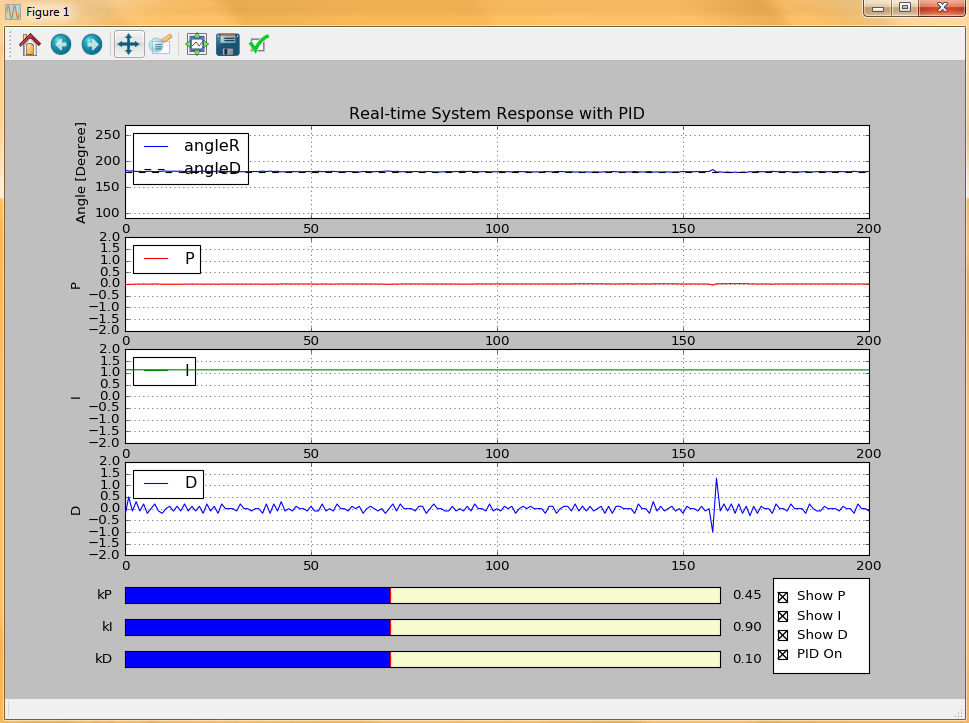 Figure 1
Real-time System Response with PID
Angle [Degree]
250
200
150
100
angleR
angleD
0 50 100 150 200
P
2.0
1.5
1.0
0.5
0.0
−0.5
−1.0
−1.5
−2.0
P
0 50 100 150 200
I
2.0
1.5
1.0
0.5
0.0
−0.5
−1.0
−1.5
−2.0
I
0 50 100 150 200
D
2.0
1.5
1.0
0.5
0.0
−0.5
−1.0
−1.5
−2.0
D
0 50 100 150 200
kP 0.45
kI 0.90
kD 0.10
Show P
Show I
Show D
PID On